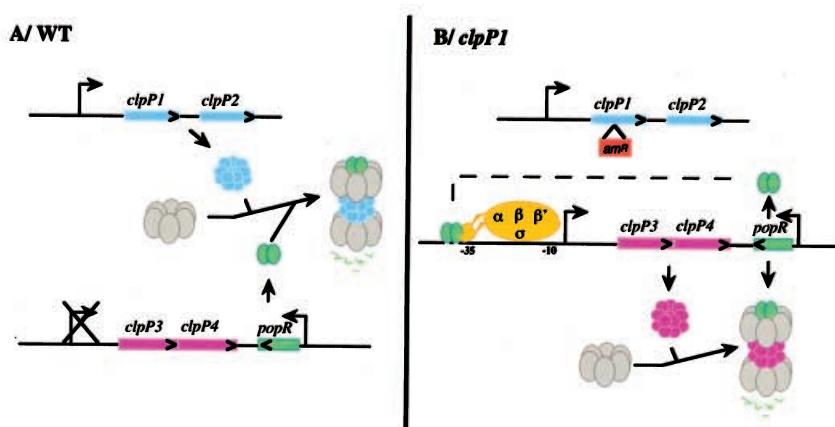 A/ WT
clpP1 clpP2
clpP3 clpP4 popR
B/ clpP1
clpP1 clpP2
amR
α β β'
σ
-35 -10
clpP3 clpP4 popR